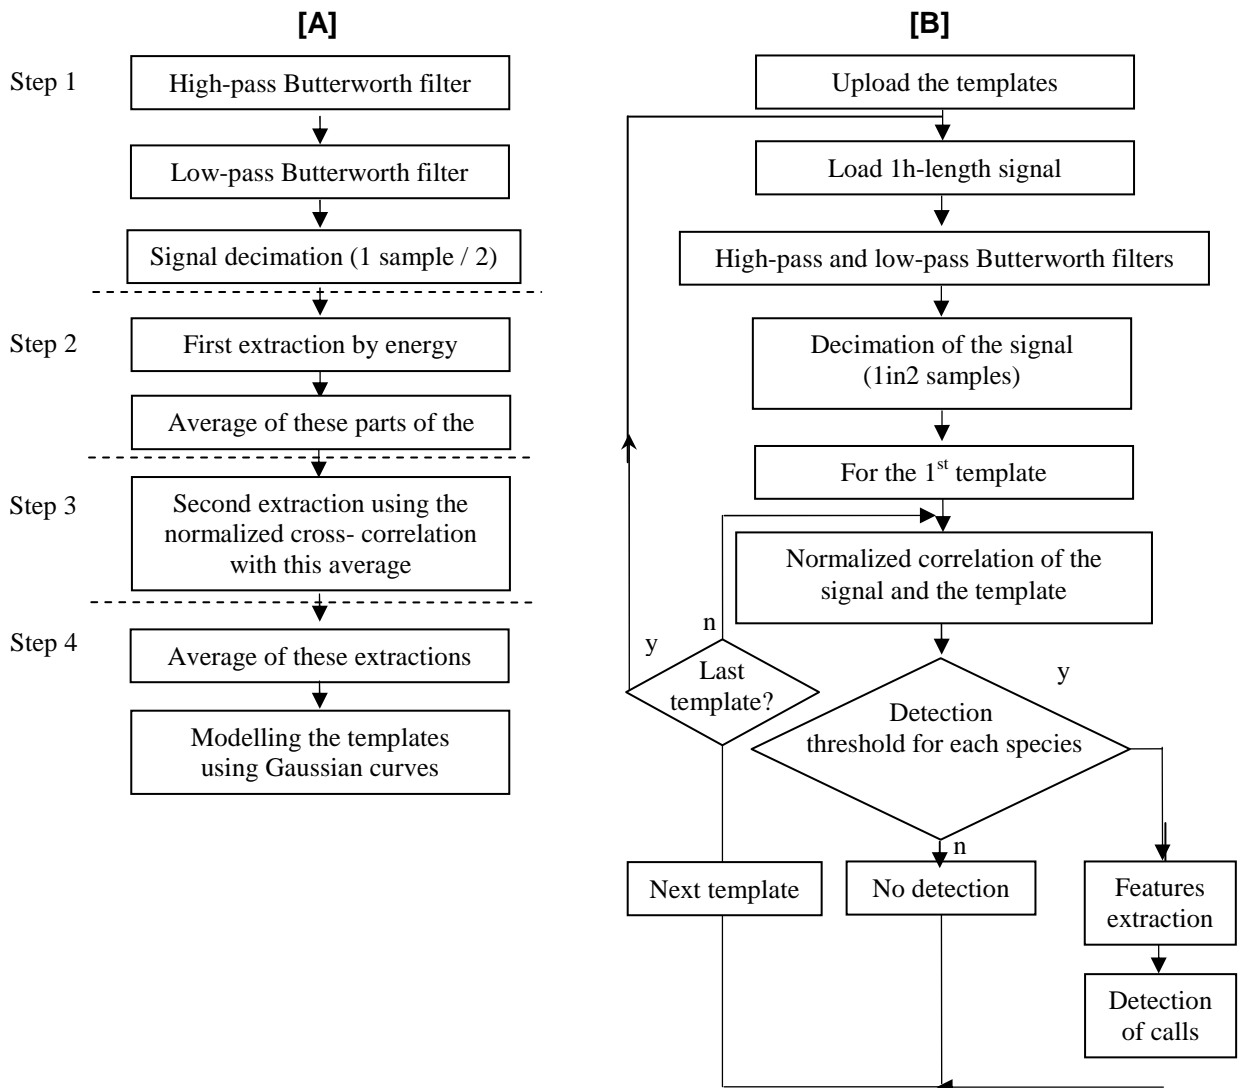 [A]
Step 1
High-pass Butterworth filter
Low-pass Butterworth filter
Signal decimation (1 sample / 2)
Step 2
First extraction by energy
Average of these parts of the
Step 3
Second extraction using the
normalized cross- correlation
with this average
Step 4
Average of these extractions
Modelling the templates
using Gaussian curves
[B]
Upload the templates
Load 1h-length signal
High-pass and low-pass Butterworth filters
Decimation of the signal
(1in2 samples)
For the 1st template
Normalized correlation of the
signal and the template
n
y
Last
template?
y
Detection
threshold for each species
n
Next template
No detection
Features
extraction
Detection
of calls